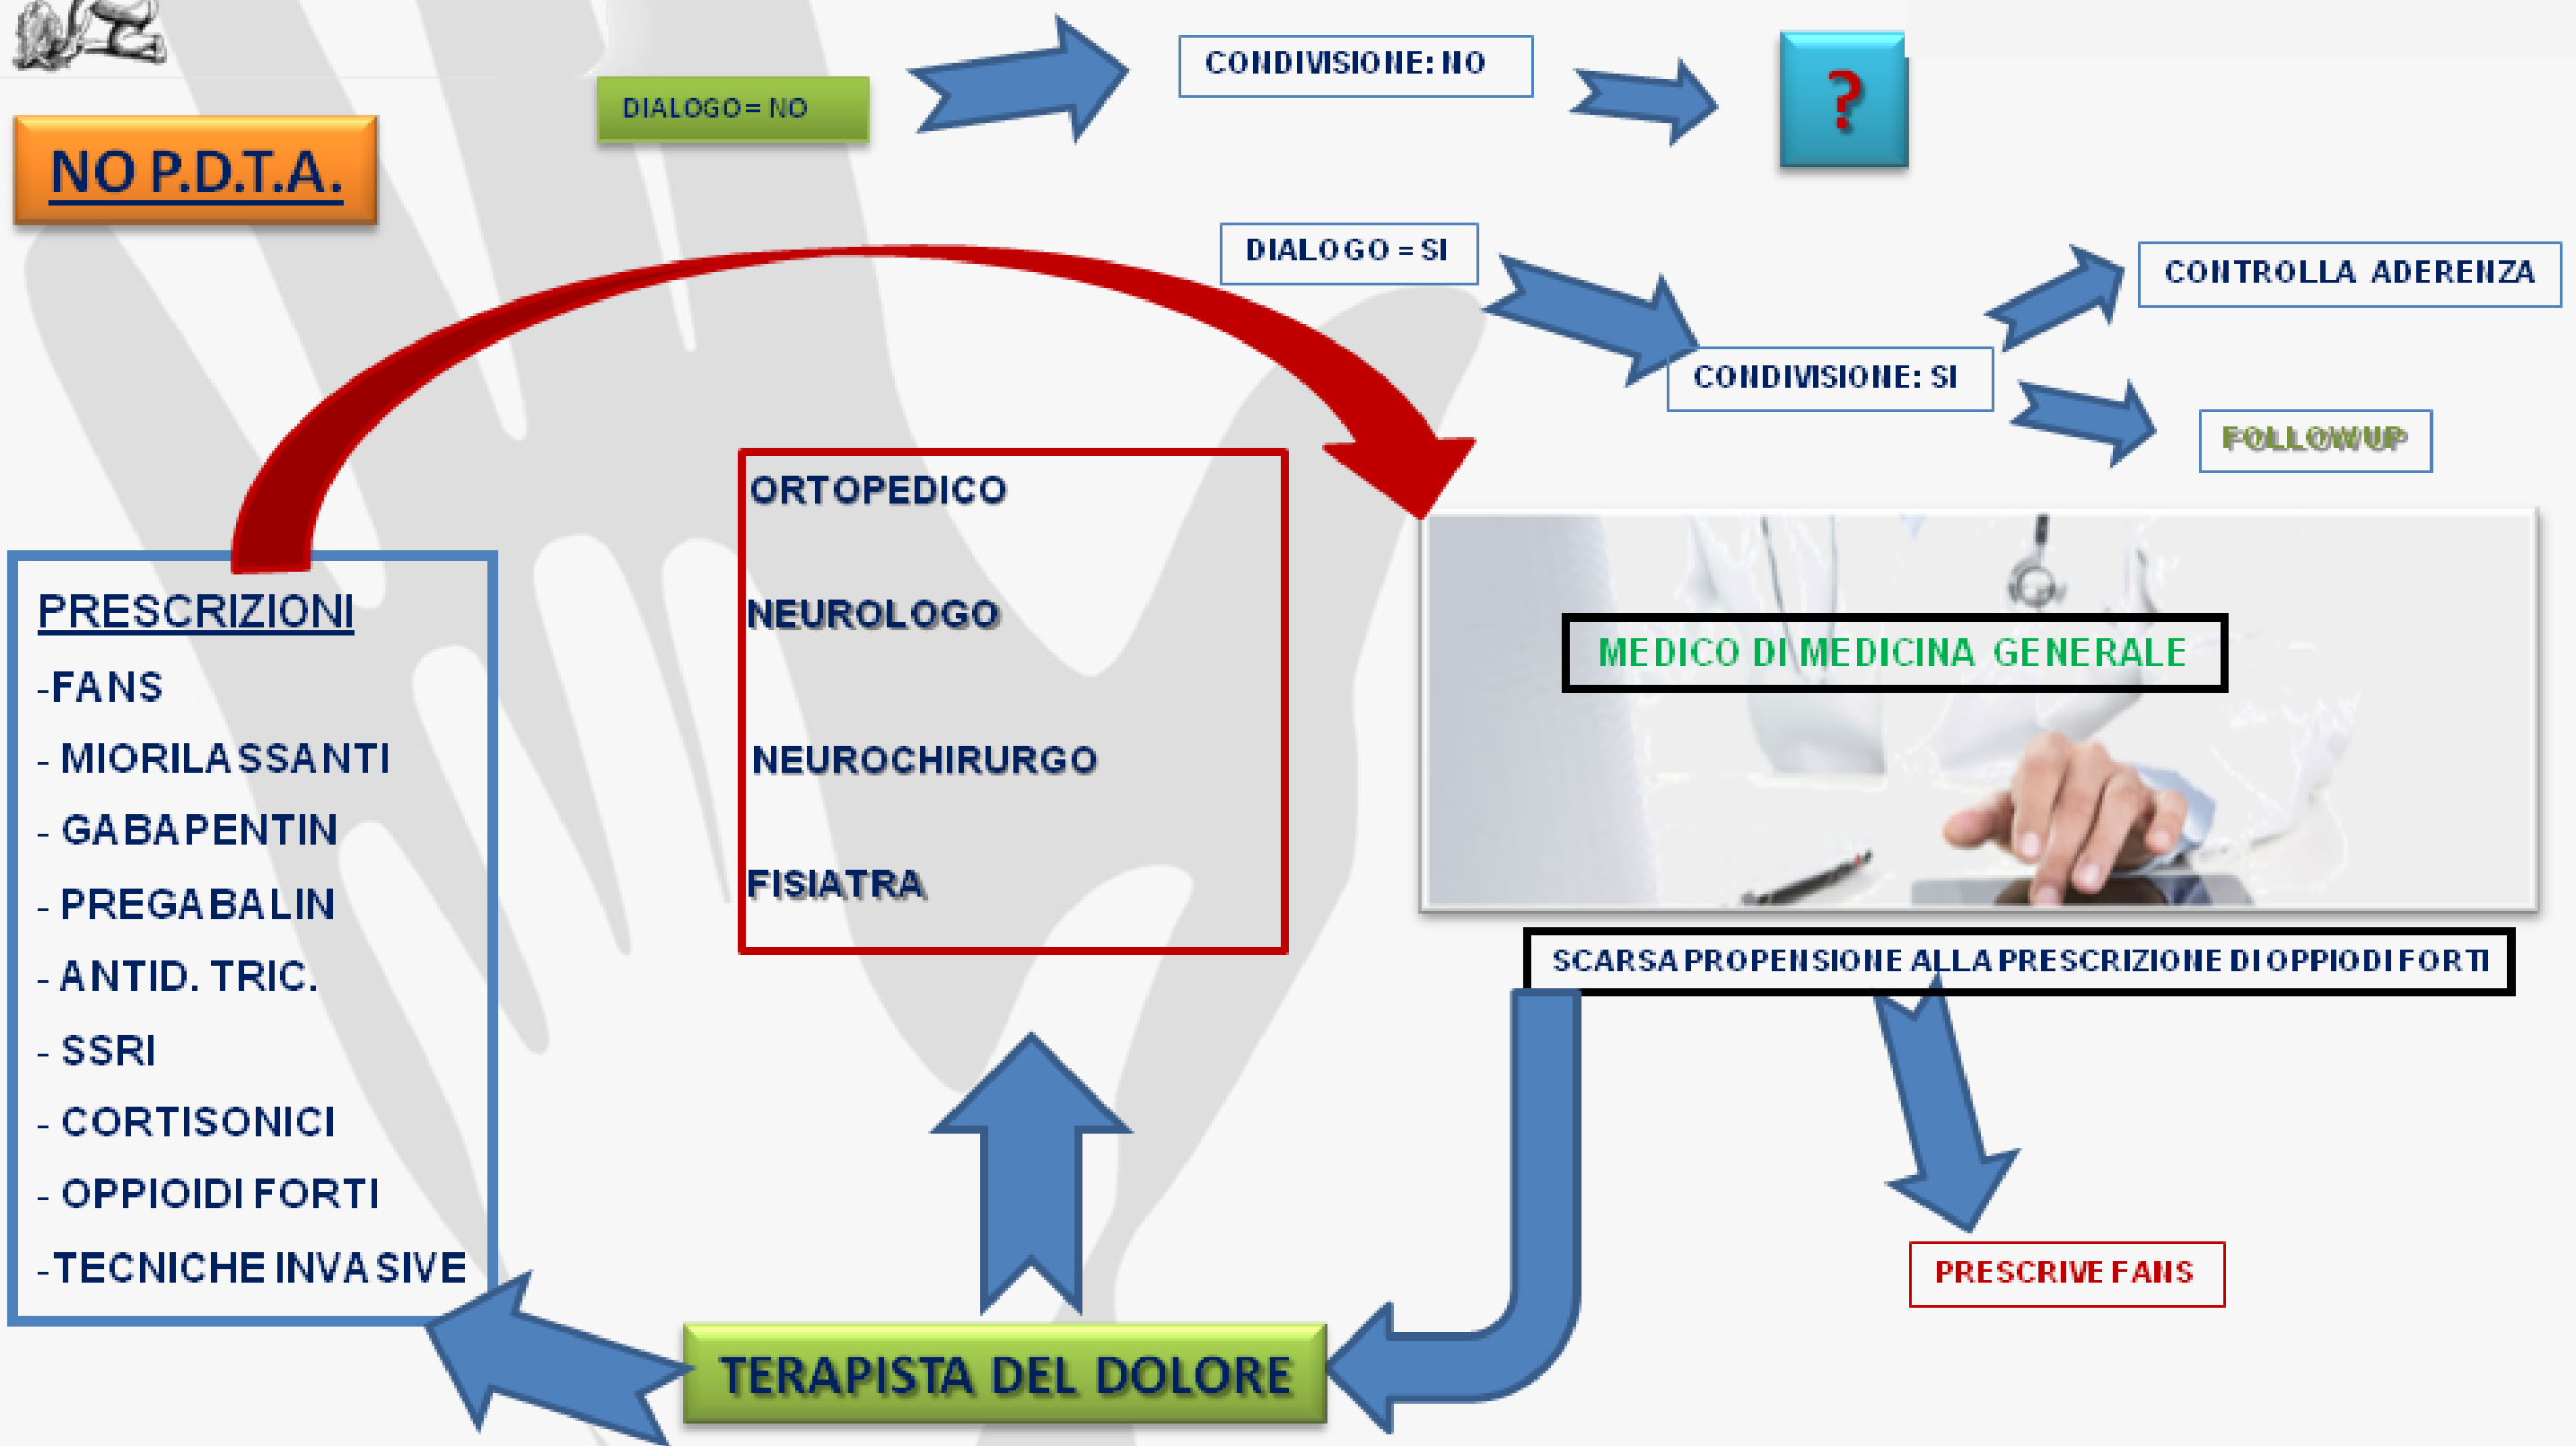 DIALOGO= NO
CONDIVISIONE: NO
?
NO P.D.T.A.
DIALOGO = SI
CONTROLLA ADERENZA
CONDIVISIONE: SI
FOLLOW UP
ORTOPEDICO
NEUROLOGO
NEUROCHIRURGO
FISIATRA
PRESCRIZIONI
-FANS
- MIORILASSANTI
- GABAPENTIN
- PREGABALIN
- ANTID. TRIC.
- SSRI
- CORTISONICI
- OPPIOIDI FORTI
-TECNICHE INVASIVE
MEDICO DI MEDICINA GENERALE
SCARSA PROPENSIONE ALLA PRESCRIZIONE DI OPPIODI FORTI
PRESCRIVE FANS
TERAPISTA DEL DOLORE